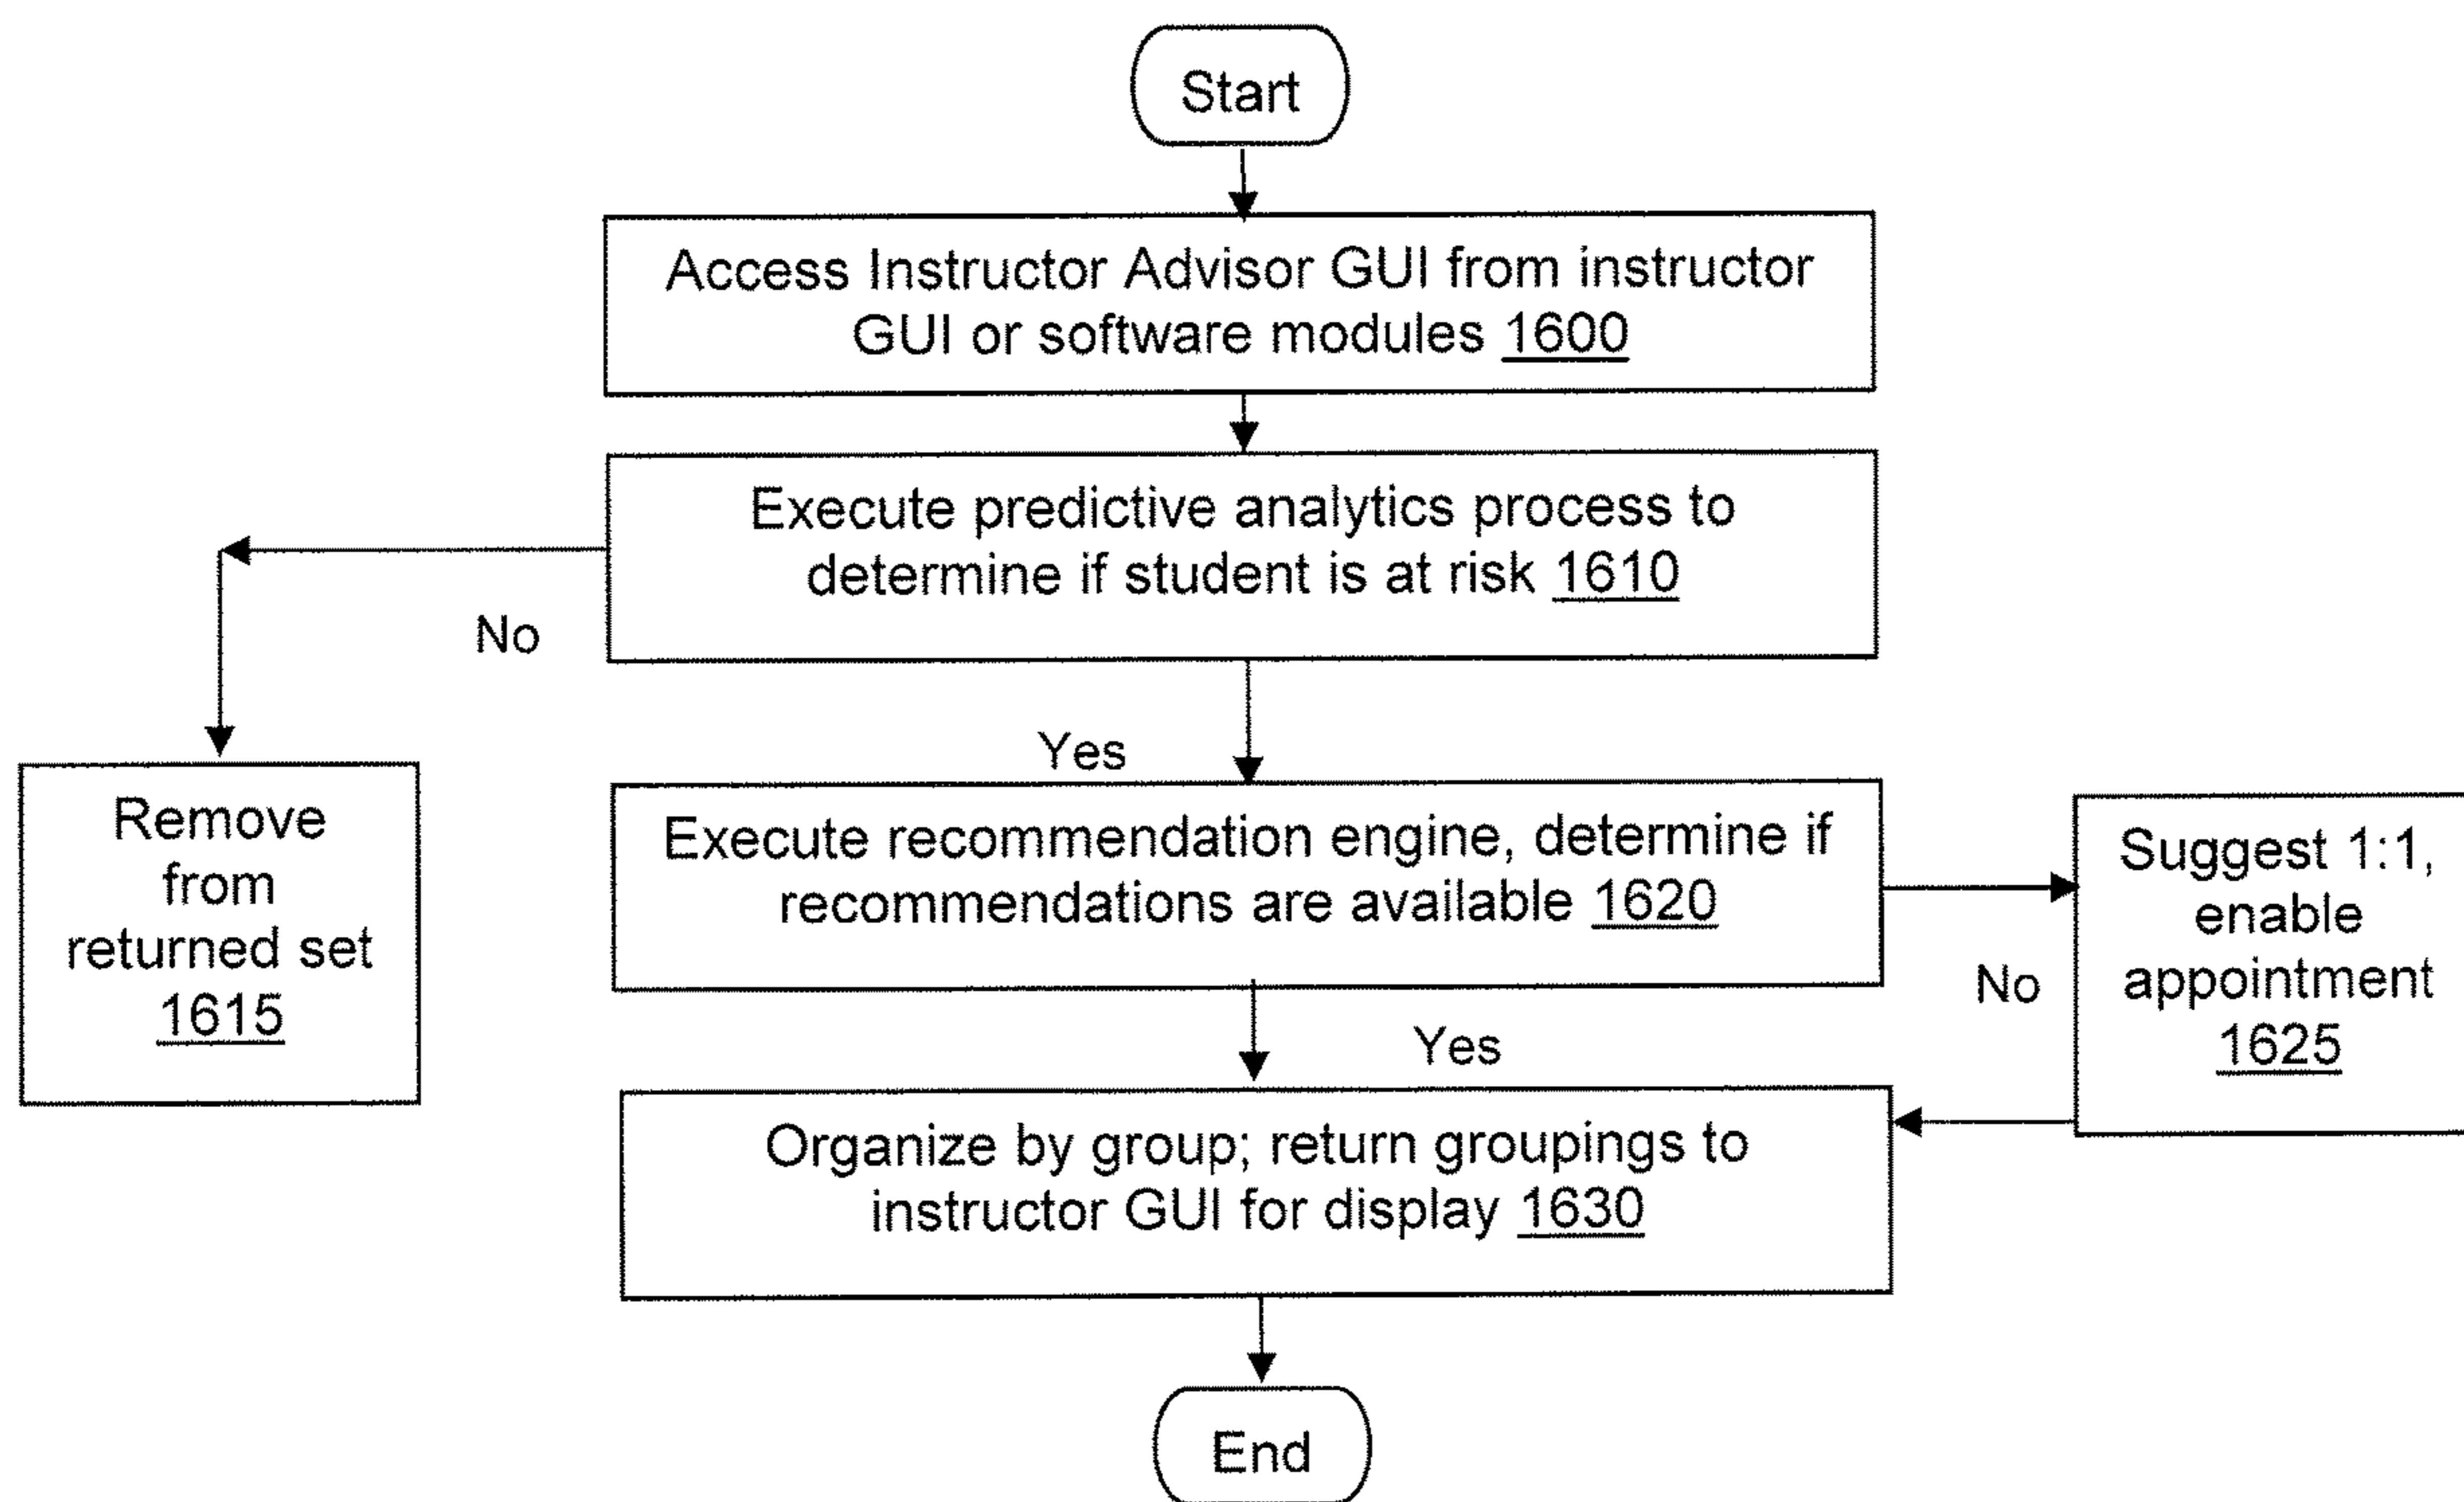 Start
Access Instructor Advisor GUI from instructor
GUI or software modules 1600
Execute predictive analytics process to
determine if student is at risk 1610
No
Yes
Remove
from
returned set
1615
Execute recommendation engine, determine if
recommendations are available 1620
Suggest 1:1,
enable
appointment
1625
No
Yes
Organize by group; return groupings to
instructor GUI for display 1630
End